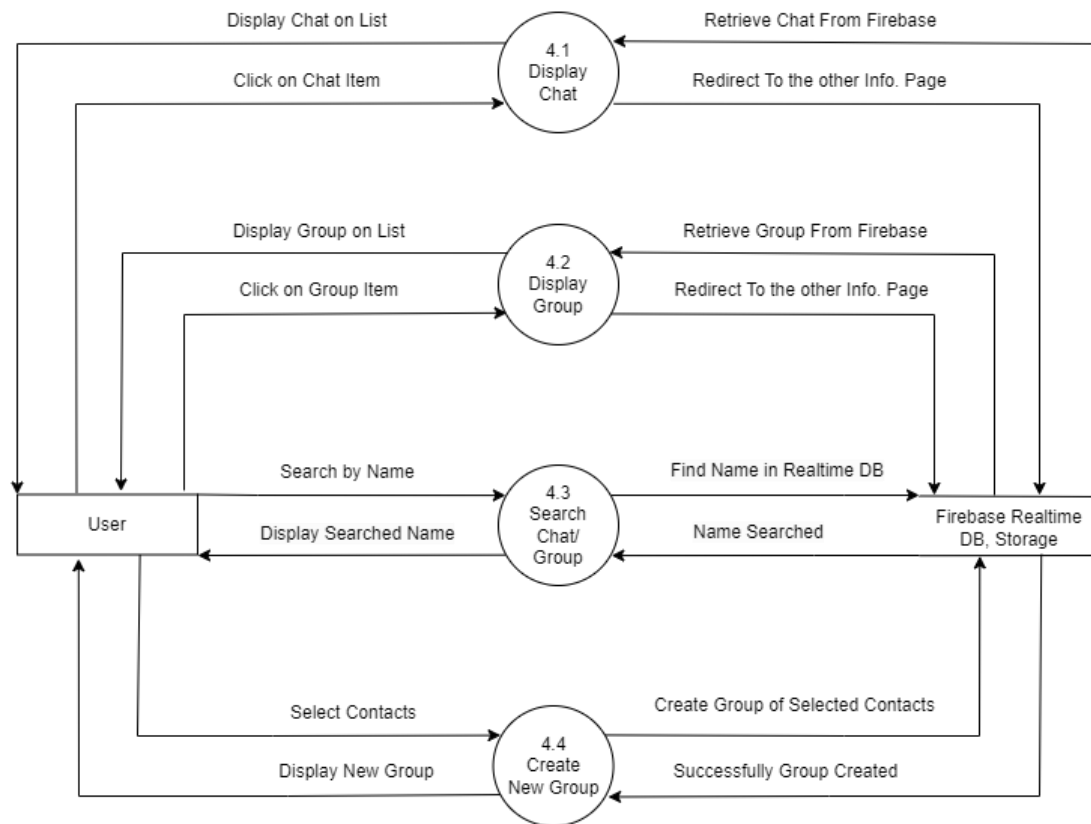 Display Chat on List
Retrieve Chat From Firebase
4.1
Display
Chat
Click on Chat Item
Redirect To the other Info. Page
Display Group on List
Retrieve Group From Firebase
4.2
Display
Group
Click on Group Item
Redirect To the other Info. Page
Search by Name
Find Name in Realtime DB
4.3
Search
Chat/
Group
User
Firebase Realtime
DB, Storage
Display Searched Name
Name Searched
Select Contacts
Create Group of Selected Contacts
4.4
Create
New Group
Display New Group
Successfully Group Created